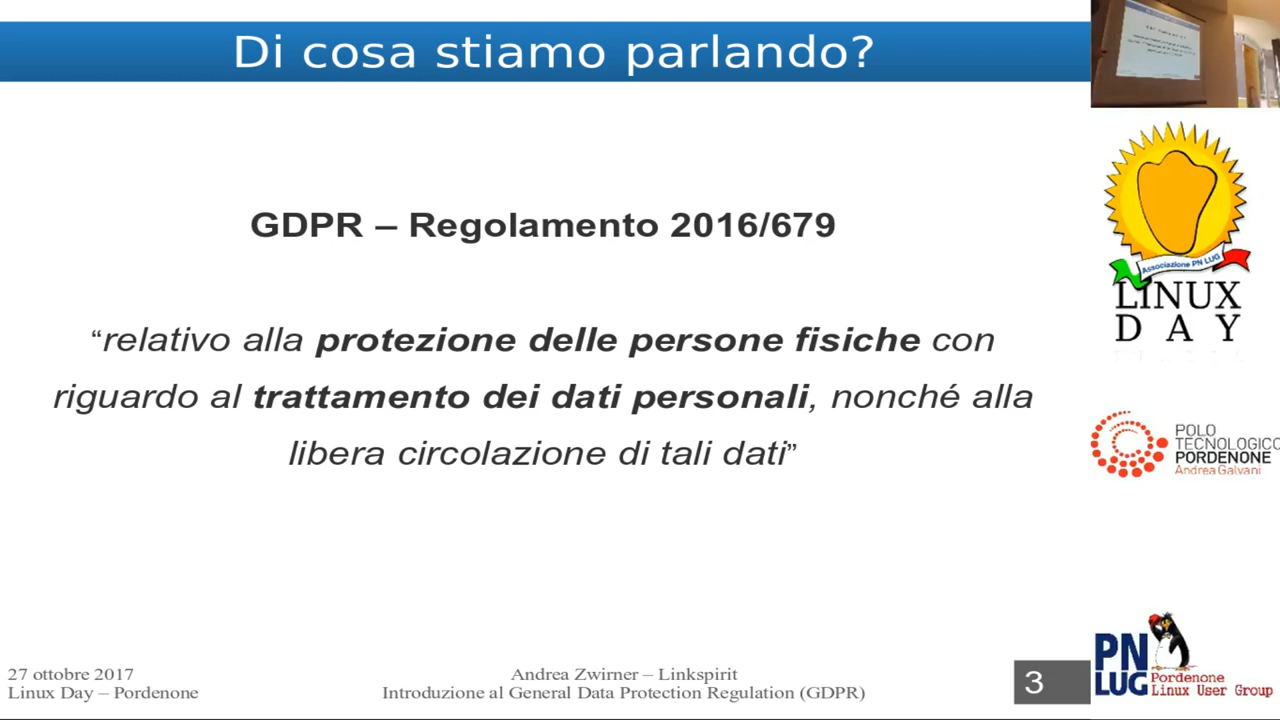 Di cosa stiamo parlando?
GDPR – Regolamento 2016/679
“relativo alla protezione delle persone fisiche con
riguardo al trattamento dei dati personali, nonché alla
libera circolazione di tali dati”
27 ottobre 2017
Linux Day – Pordenone
Andrea Zwirner – Linkspirit
Introduzione al General Data Protection Regulation (GDPR)
3
Associazione PN LUG
LINUX
DAY
POLO
TECNOLOGICO
PORDENONE
Andrea Galvani
PN
LUG
Pordenone
Linux User Group